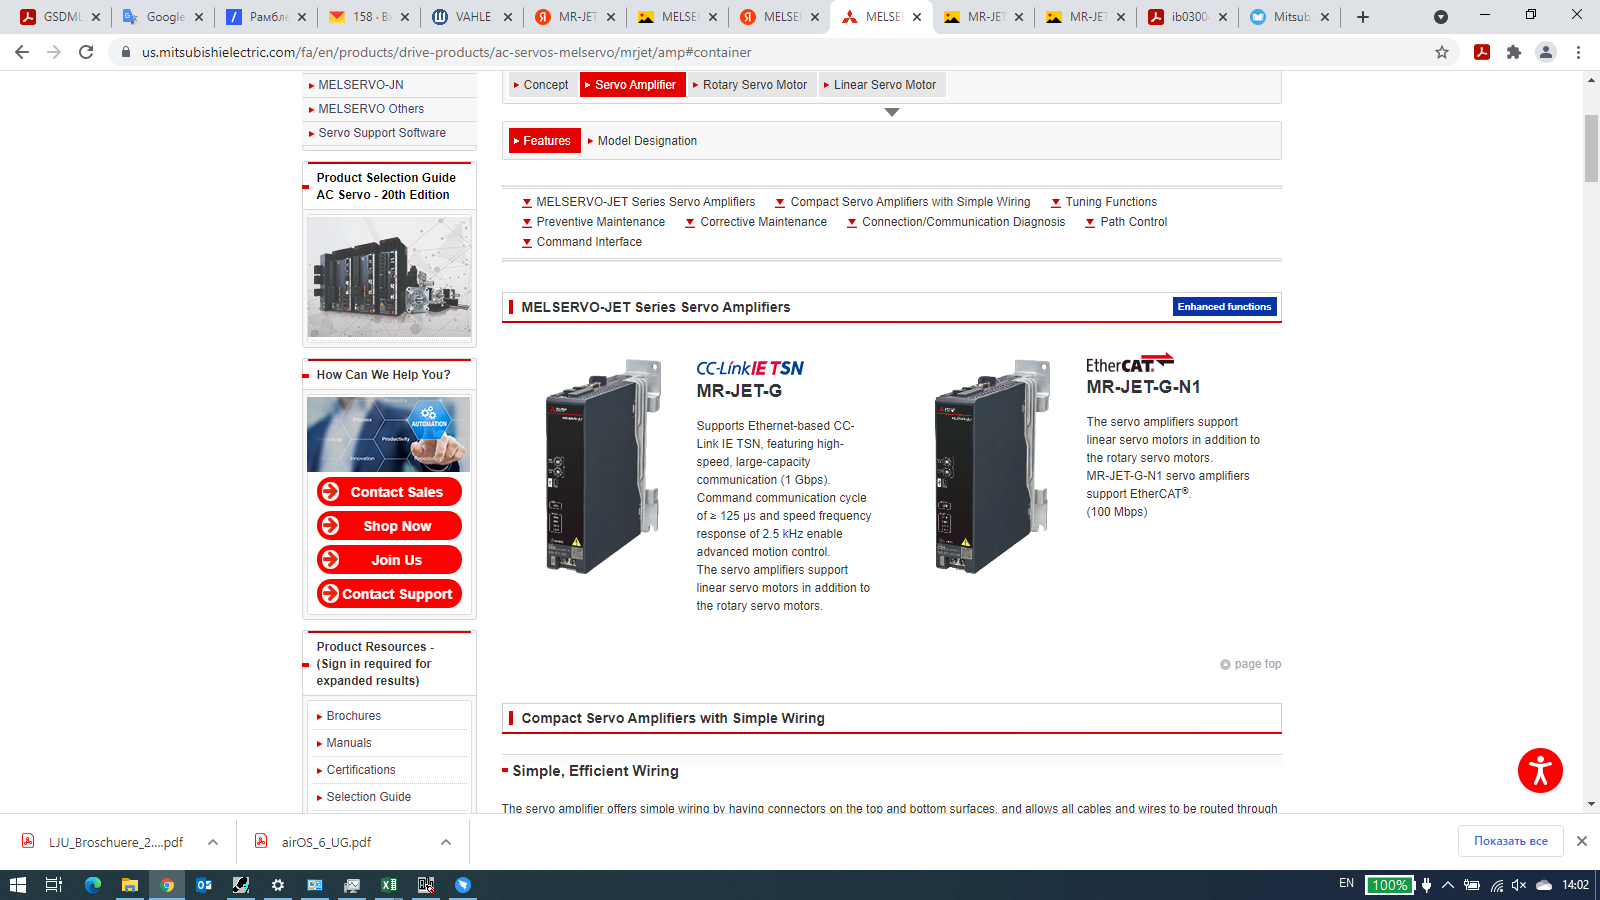 GSDML
Google
Рамбле
158 · Вх
VAHLE
MR-JET
MELSEF
MELSEF
MELSEF
MR-JET
MR-JET
ib0300
Mitsub
us.mitsubishielectric.com/fa/en/products/drive-products/ac-servos-melservo/mrjet/amp#container
MELSERVO-JN
MELSERVO Others
Servo Support Software
Product Selection Guide
AC Servo - 20th Edition
How Can We Help You?
AUTOMATION
Process
Productivity
Innovation
Contact Sales
Shop Now
Join Us
Contact Support
Product Resources -
(Sign in required for
expanded results)
Brochures
Manuals
Certifications
Selection Guide
Concept
Servo Amplifier
Rotary Servo Motor
Linear Servo Motor
Features
Model Designation
MELSERVO-JET Series Servo Amplifiers
Compact Servo Amplifiers with Simple Wiring
Tuning Functions
Preventive Maintenance
Corrective Maintenance
Connection/Communication Diagnosis
Path Control
Command Interface
MELSERVO-JET Series Servo Amplifiers
Enhanced functions
CC-Link IE TSN
MR-JET-G
Supports Ethernet-based CC-
Link IE TSN, featuring high-
speed, large-capacity
communication (1 Gbps).
Command communication cycle
of ≥ 125 μs and speed frequency
response of 2.5 kHz enable
advanced motion control.
The servo amplifiers support
linear servo motors in addition to
the rotary servo motors.
EtherCAT
MR-JET-G-N1
The servo amplifiers support
linear servo motors in addition to
the rotary servo motors.
MR-JET-G-N1 servo amplifiers
support EtherCAT®.
(100 Mbps)
page top
Compact Servo Amplifiers with Simple Wiring
Simple, Efficient Wiring
The servo amplifier offers simple wiring by having connectors on the top and bottom surfaces, and allows all cables and wires to be routed through
LJU_Broschuere_2....pdf
airOS_6_UG.pdf
Показать все
EN
100%
14:02